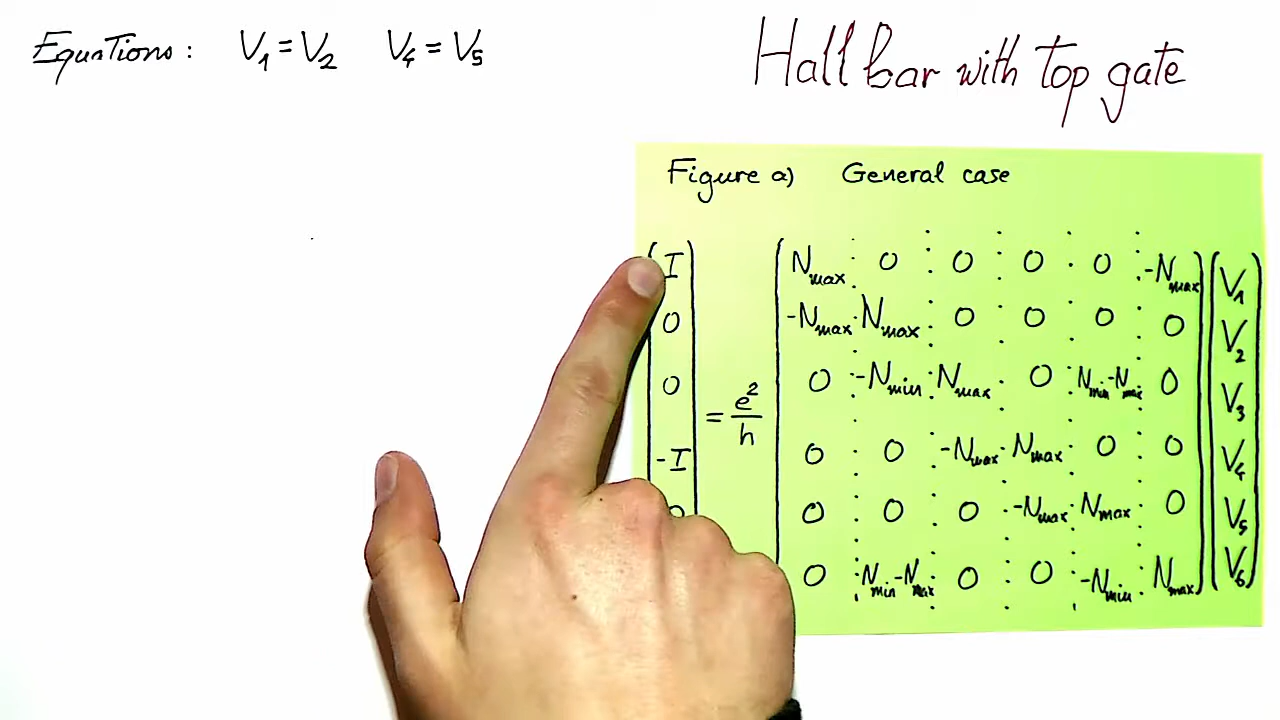 Equations: V1 = V2 V4 = V5
Hall bar with top gate
Figure a) General case
I Nmax 0 0 0 0 -Nmax V1
0 -Nmax Nmax 0 0 0 0 V2
0 0 -Nmin Nmax 0 Nmin-Nmax 0 V3
= e²/h
-I 0 0 -Nmax Nmax 0 0 V4
0 0 0 0 -Nmax Nmax 0 V5
0 Nmin-Nmax 0 0 -Nmin Nmax V6